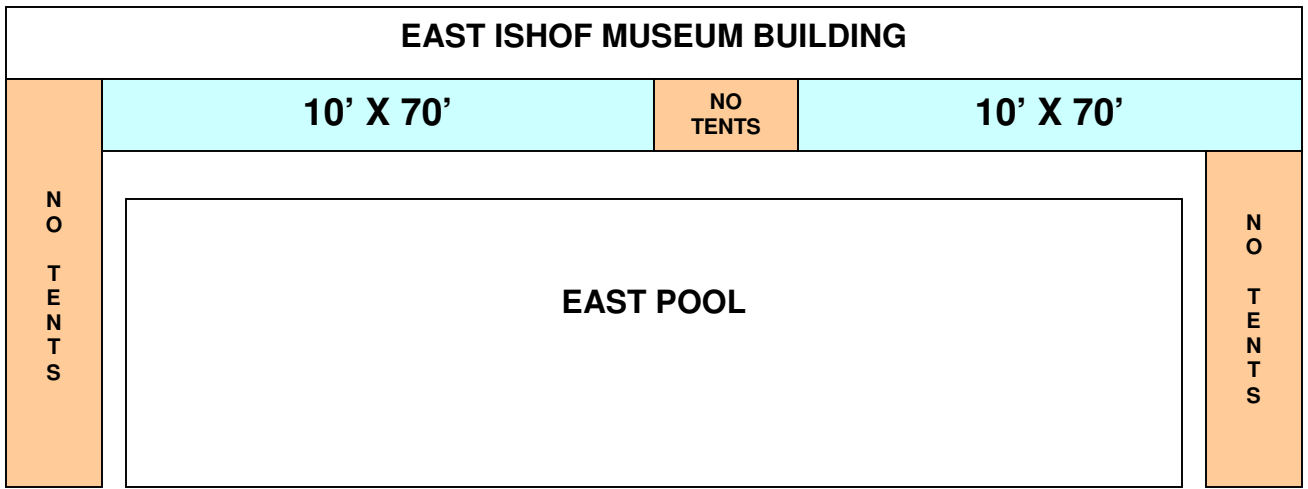 EAST ISHOF MUSEUM BUILDING
10’ X 70’
NO
TENTS
10’ X 70’
N
O
T
E
N
T
S
EAST POOL
N
O
T
E
N
T
S